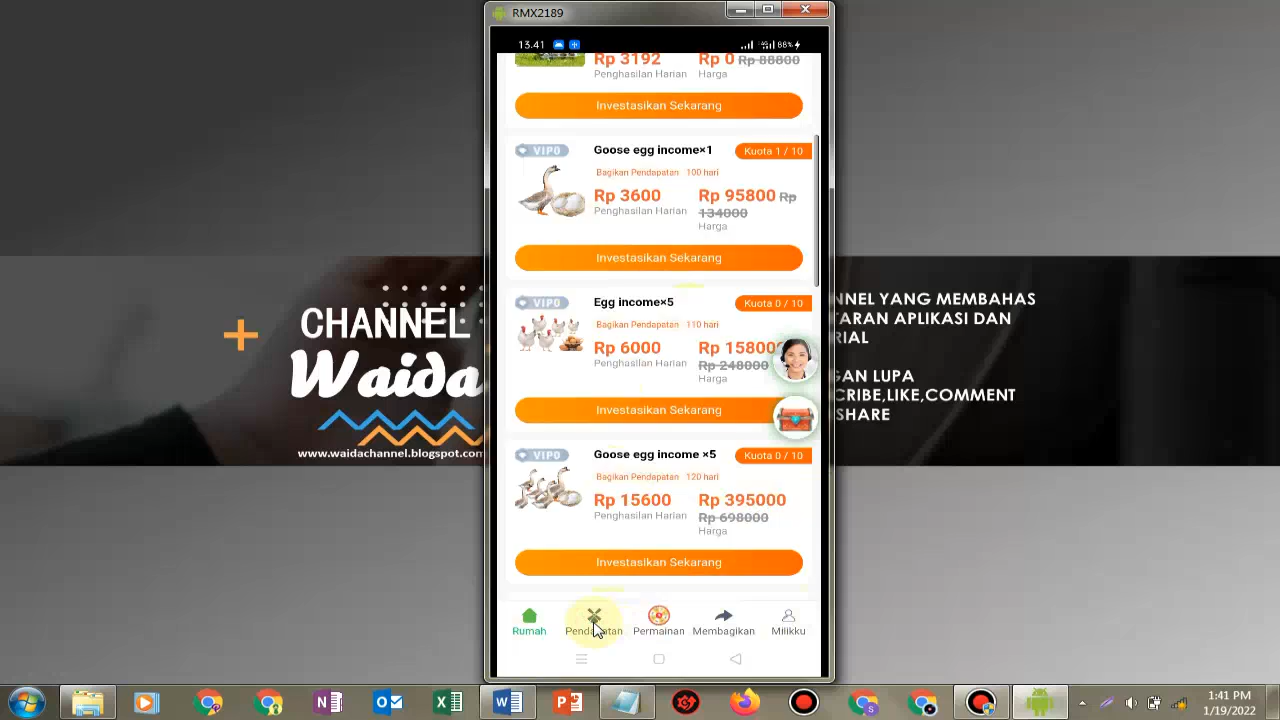 RMX2189
13.41
88%
Rp 3192
Rp 0 Rp 88800
Penghasilan Harian
Harga
Investasikan Sekarang
VIP0
Goose egg income×1
Kuota 1 / 10
Bagikan Pendapatan 100 hari
Rp 3600
Rp 95800 Rp
134000
Penghasilan Harian
Harga
Investasikan Sekarang
VIP0
Egg income×5
Kuota 0 / 10
Bagikan Pendapatan 110 hari
Rp 6000
Rp 158000
Rp 248000
Penghasilan Harian
Harga
Investasikan Sekarang
VIP0
Goose egg income ×5
Kuota 0 / 10
Bagikan Pendapatan 120 hari
Rp 15600
Rp 395000
Rp 698000
Penghasilan Harian
Harga
Investasikan Sekarang
Rumah
Pendapatan
Permainan
Membagikan
Milikku
CHANNEL
Waida
www.waidachannel.blogspot.com
NNEL YANG MEMBAHAS
TARAN APLIKASI DAN
RIAL
GAN LUPA
CRIBE,LIKE,COMMENT
SHARE
1:41 PM
1/19/2022